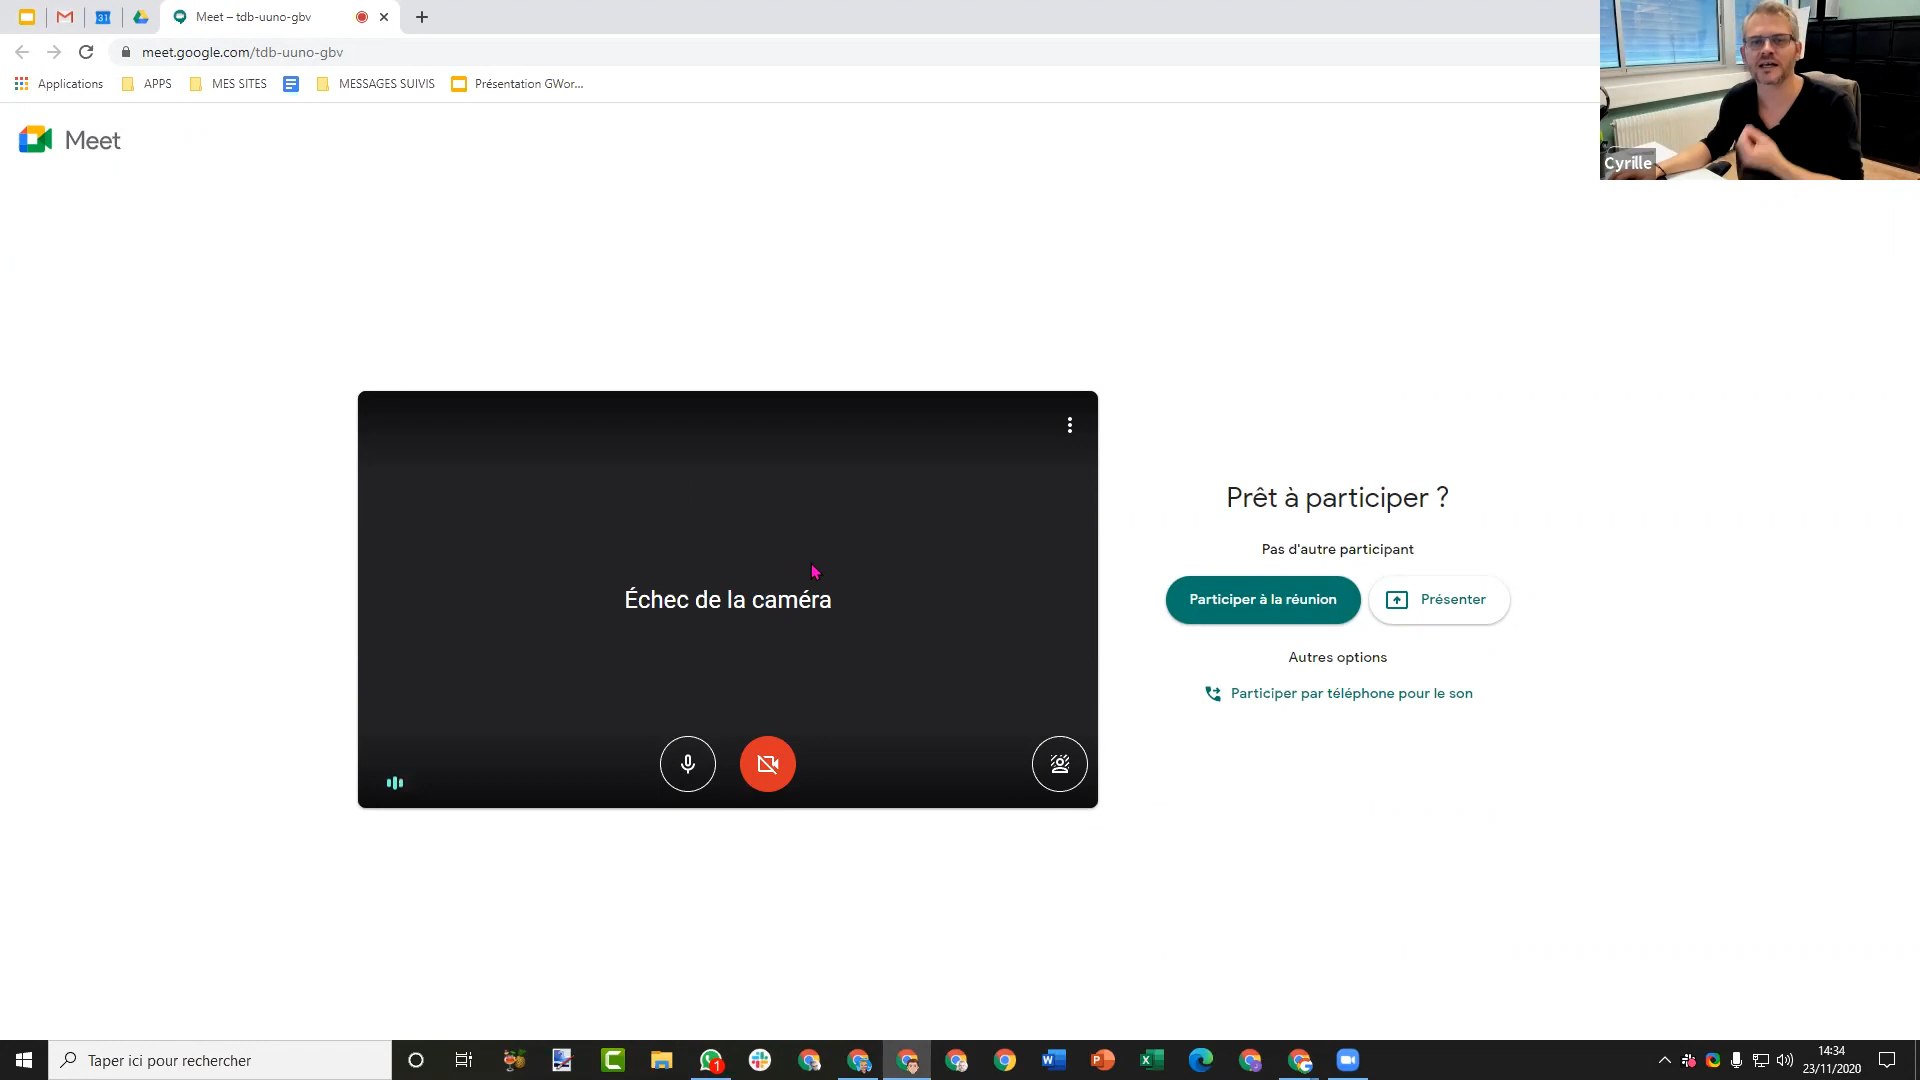 Meet – tdb-uuno-gbv
meet.google.com/tdb-uuno-gbv
Applications
APPS
MES SITES
MESSAGES SUIVIS
Présentation GWor...
Meet
Cyrille
Échec de la caméra
Prêt à participer ?
Pas d'autre participant
Participer à la réunion
Présenter
Autres options
Participer par téléphone pour le son
Taper ici pour rechercher
1
14:34
23/11/2020